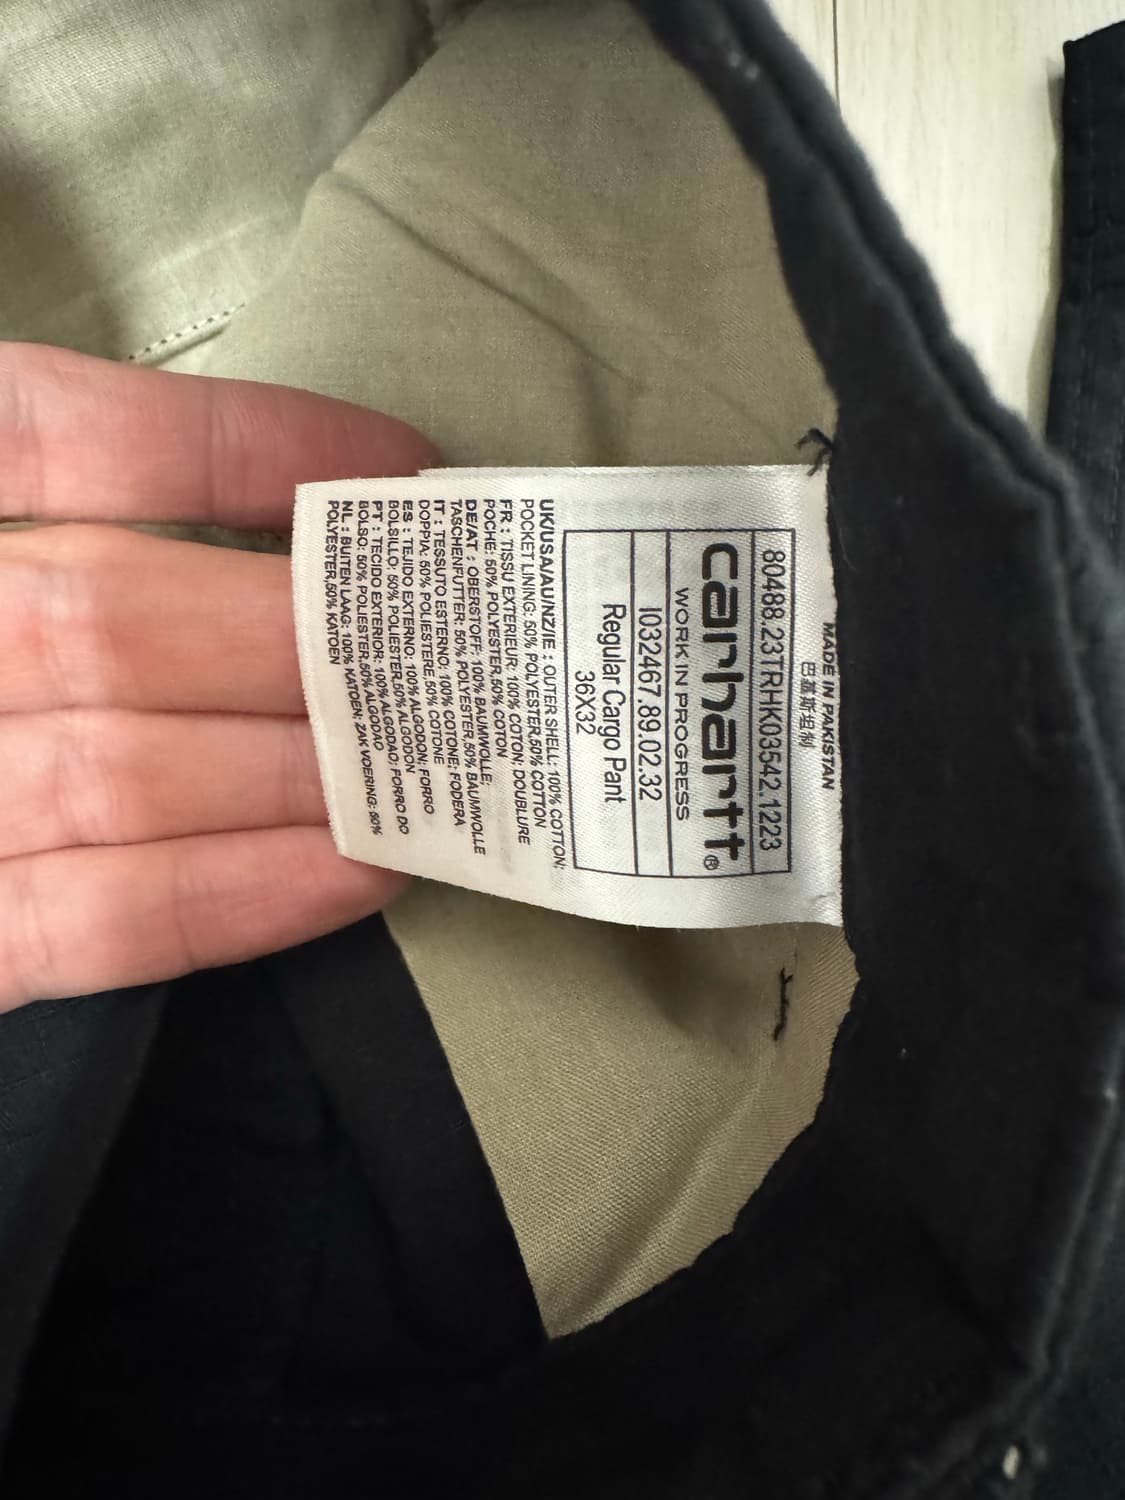 MADE IN PAKISTAN
巴基斯坦制
80488.23TRHK03542.1223
carhartt®
WORK IN PROGRESS
I032467.89.02.32
Regular Cargo Pant
36X32
UK/USA/AU/NZ/IE : OUTER SHELL: 100% COTTON;
POCKET LINING: 50% POLYESTER,50% COTTON
FR : TISSU EXTERIEUR: 100% COTON; DOUBLURE
POCHE: 50% POLYESTER,50% COTON
DE/AT : OBERSTOFF: 100% BAUMWOLLE;
TASCHENFUTTER: 50% POLYESTER,50% BAUMWOLLE
IT : TESSUTO ESTERNO: 100% COTONE; FODERA
DOPPIA: 50% POLIESTERE,50% COTONE
ES : TEJIDO EXTERNO: 100% ALGODON; FORRO
BOLSILLO: 50% POLIESTER,50% ALGODON
PT : TECIDO EXTERIOR: 100% ALGODAO; FORRO DO
BOLSO: 50% POLIESTER,50% ALGODAO
NL : BUITEN LAAG: 100% KATOEN; ZAK VOERING: 50%
POLYESTER,50% KATOEN